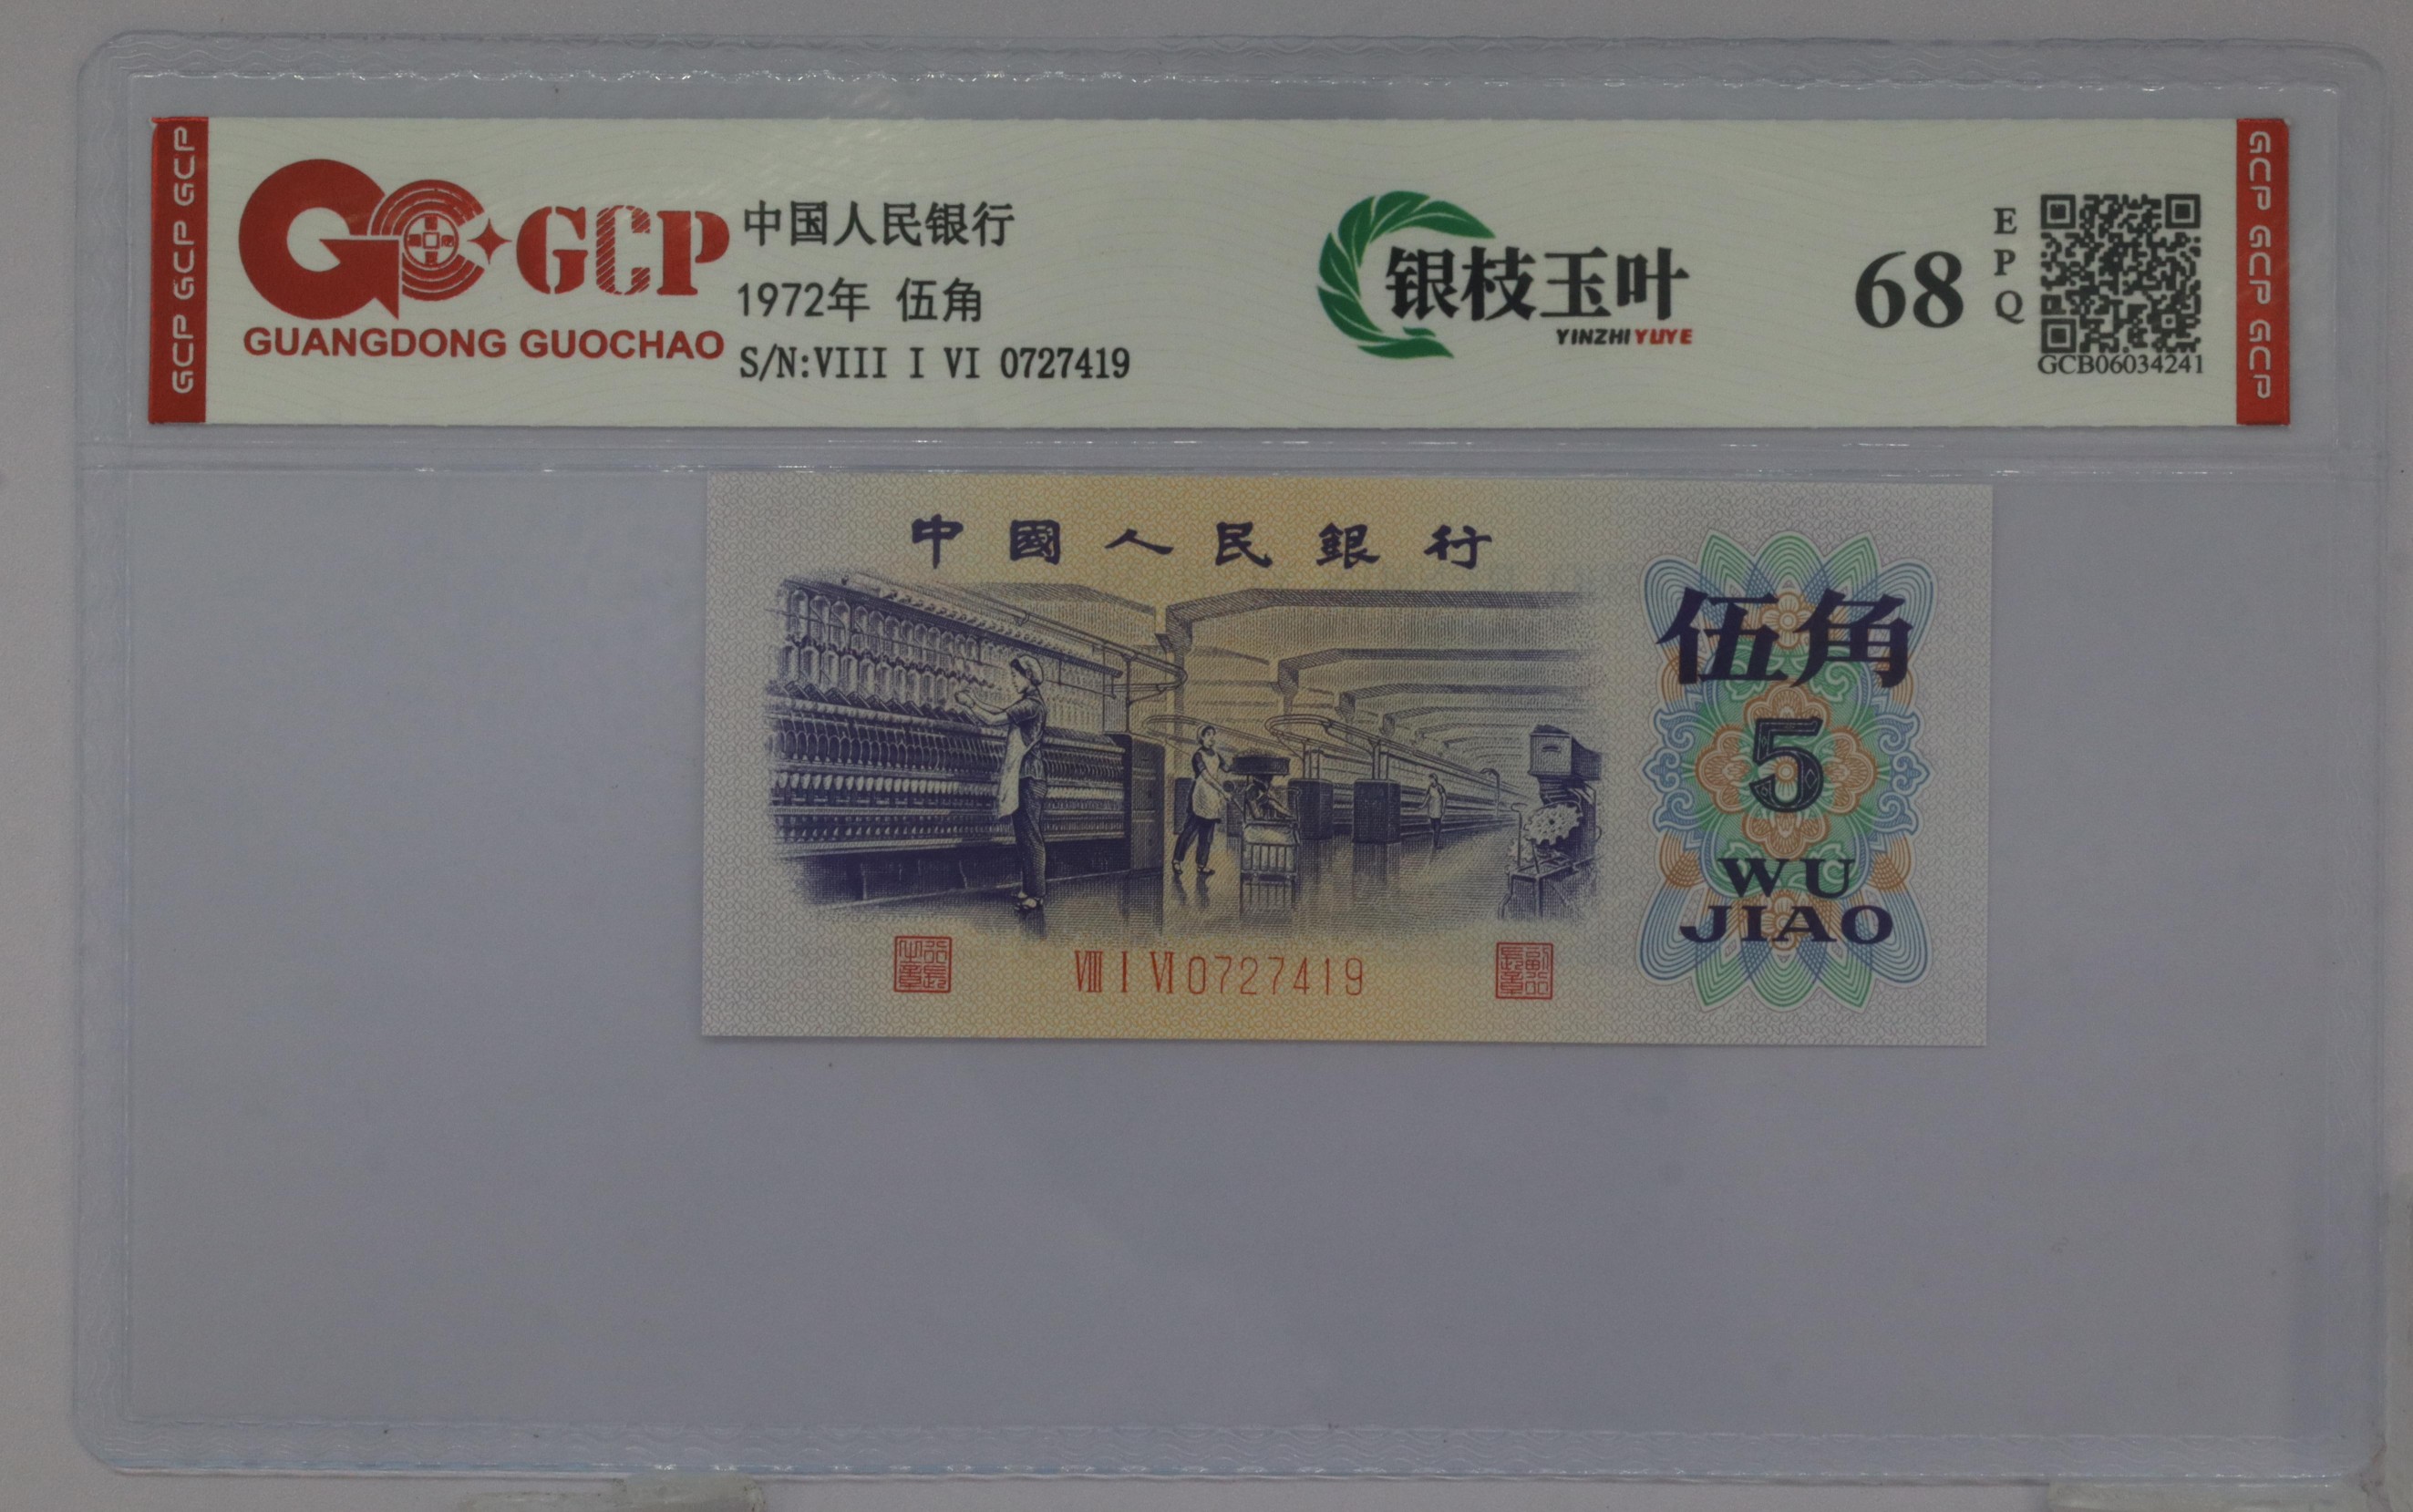 GCP GCP GCP
GCP
GUANGDONG GUOCHAO
中国人民银行
1972年 伍角
S/N:VIII I VI 0727419
银枝玉叶
YINZHI YUYE
68
E
P
Q
GCB06034241
GCP GCP GCP
中國人民銀行
伍角
5
WU
JIAO
VIII I VI 0727419